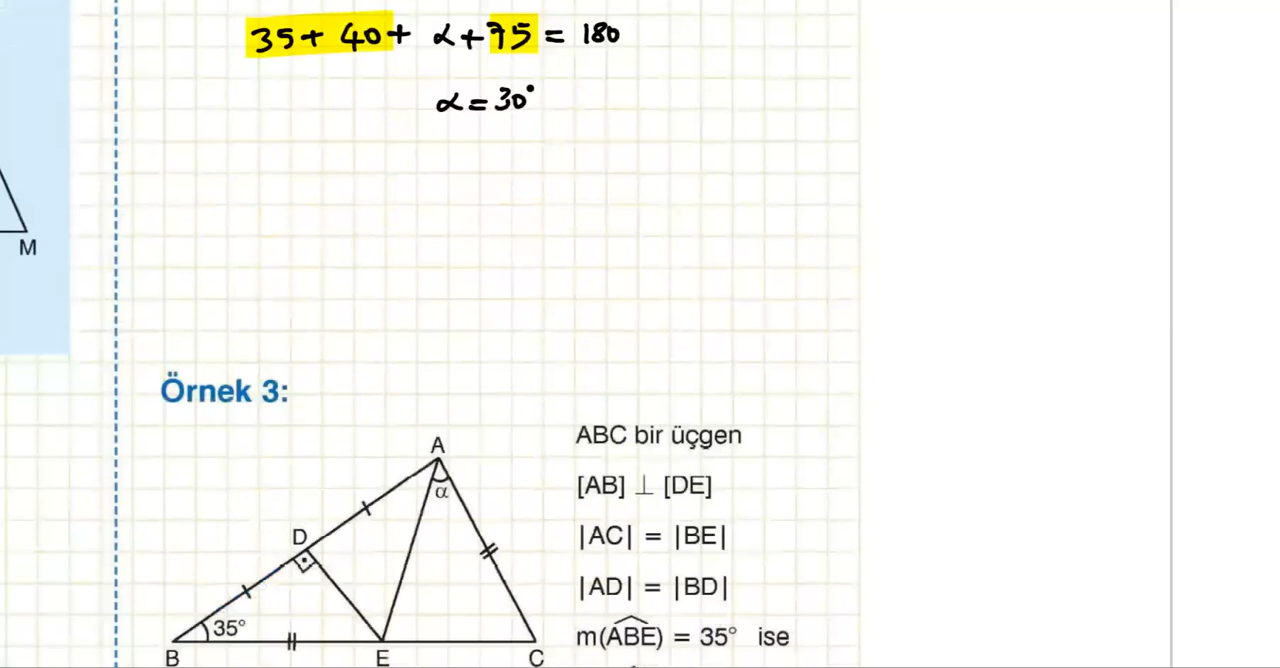 35+ 40+ α+75 = 180
α=30°
M
Örnek 3:
A
α
D
35°
B
E
C
ABC bir üçgen
[AB] ⊥ [DE]
|AC| = |BE|
|AD| = |BD|
m(ABE) = 35° ise